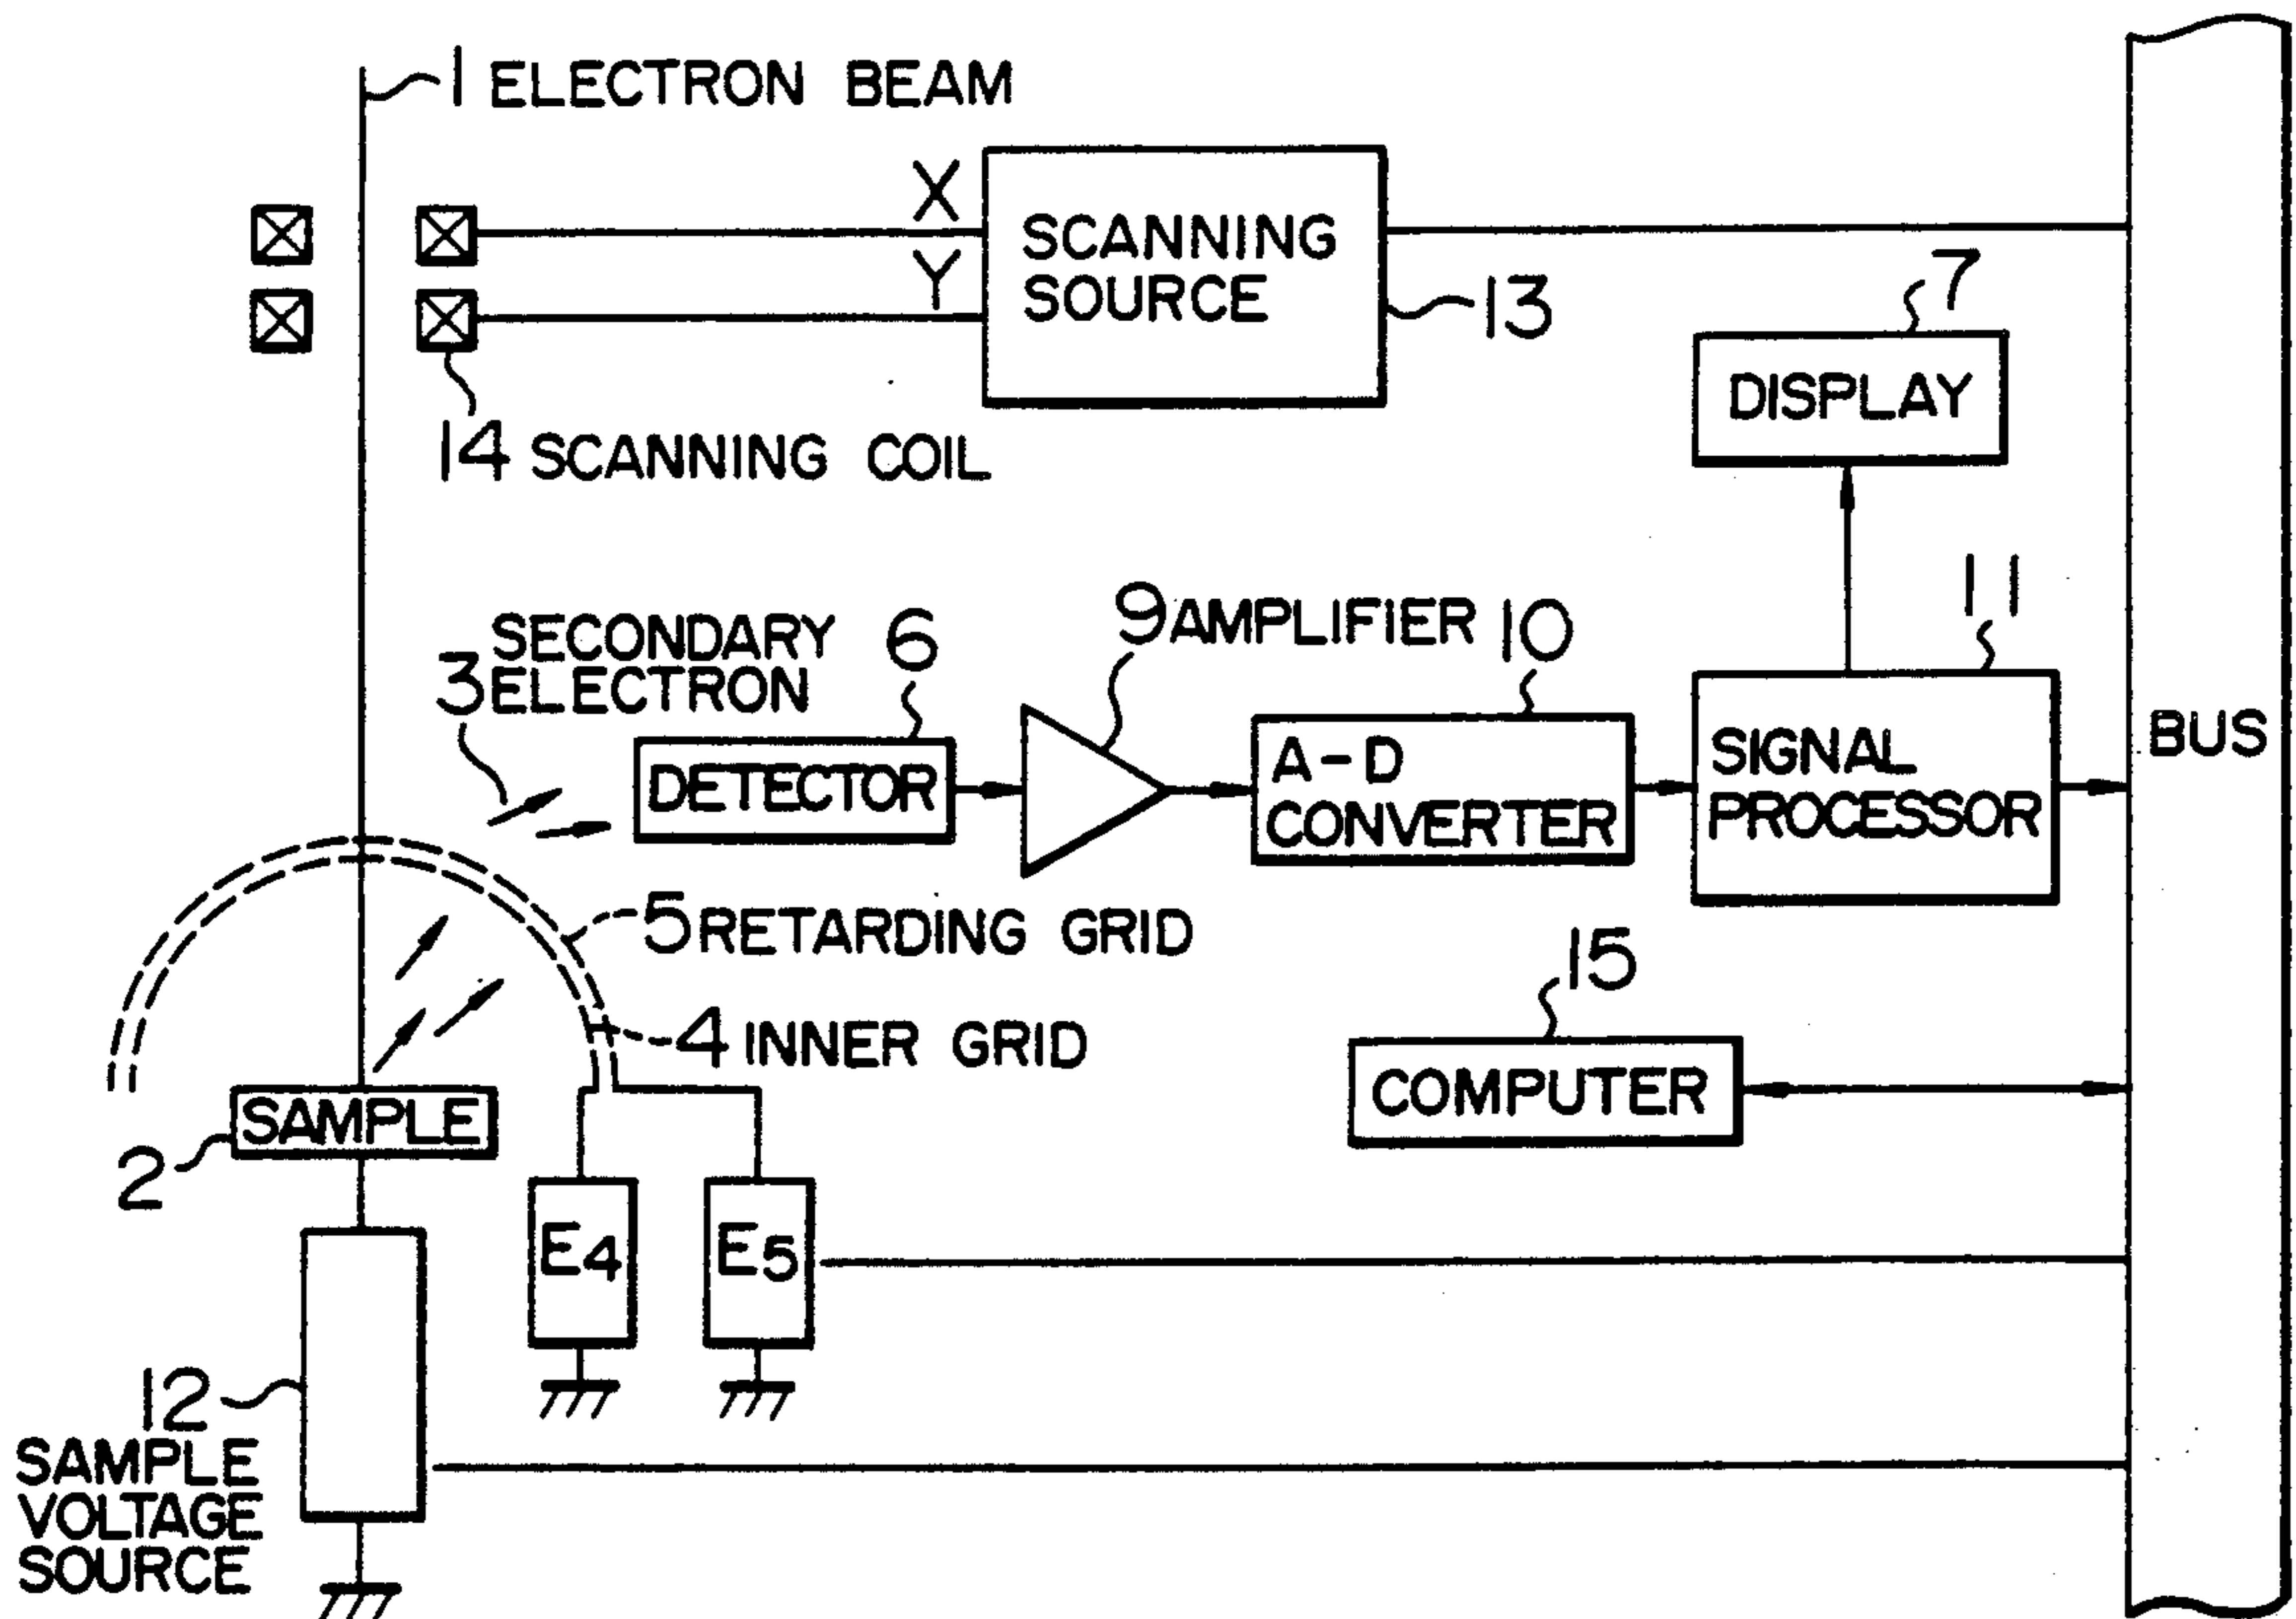 1 ELECTRON BEAM
X
Y
SCANNING
SOURCE
13
7
DISPLAY
14 SCANNING COIL
SECONDARY
3 ELECTRON
6
DETECTOR
9 AMPLIFIER
10
A-D
CONVERTER
11
SIGNAL
PROCESSOR
BUS
5 RETARDING GRID
4 INNER GRID
15
COMPUTER
SAMPLE
2
E4
E5
12
SAMPLE
VOLTAGE
SOURCE